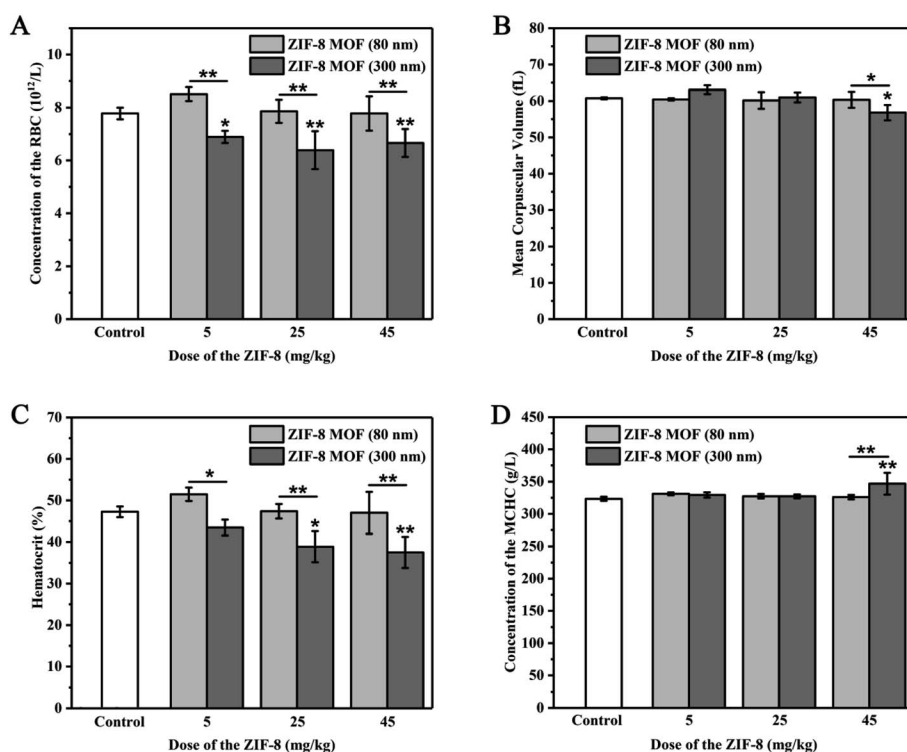 A
ZIF-8 MOF (80 nm)
ZIF-8 MOF (300 nm)
Concentration of the RBC (10¹²/L)
10
8
6
4
2
0
**
*
**
**
**
**
Control
5
25
45
Dose of the ZIF-8 (mg/kg)
B
ZIF-8 MOF (80 nm)
ZIF-8 MOF (300 nm)
Mean Corpuscular Volume (fL)
80
70
60
50
40
30
20
10
0
*
*
Control
5
25
45
Dose of the ZIF-8 (mg/kg)
C
ZIF-8 MOF (80 nm)
ZIF-8 MOF (300 nm)
Hematocrit (%)
70
60
50
40
30
20
10
0
*
**
*
**
**
Control
5
25
45
Dose of the ZIF-8 (mg/kg)
D
ZIF-8 MOF (80 nm)
ZIF-8 MOF (300 nm)
Concentration of the MCHC (g/L)
450
400
350
300
250
200
150
100
50
0
**
**
Control
5
25
45
Dose of the ZIF-8 (mg/kg)